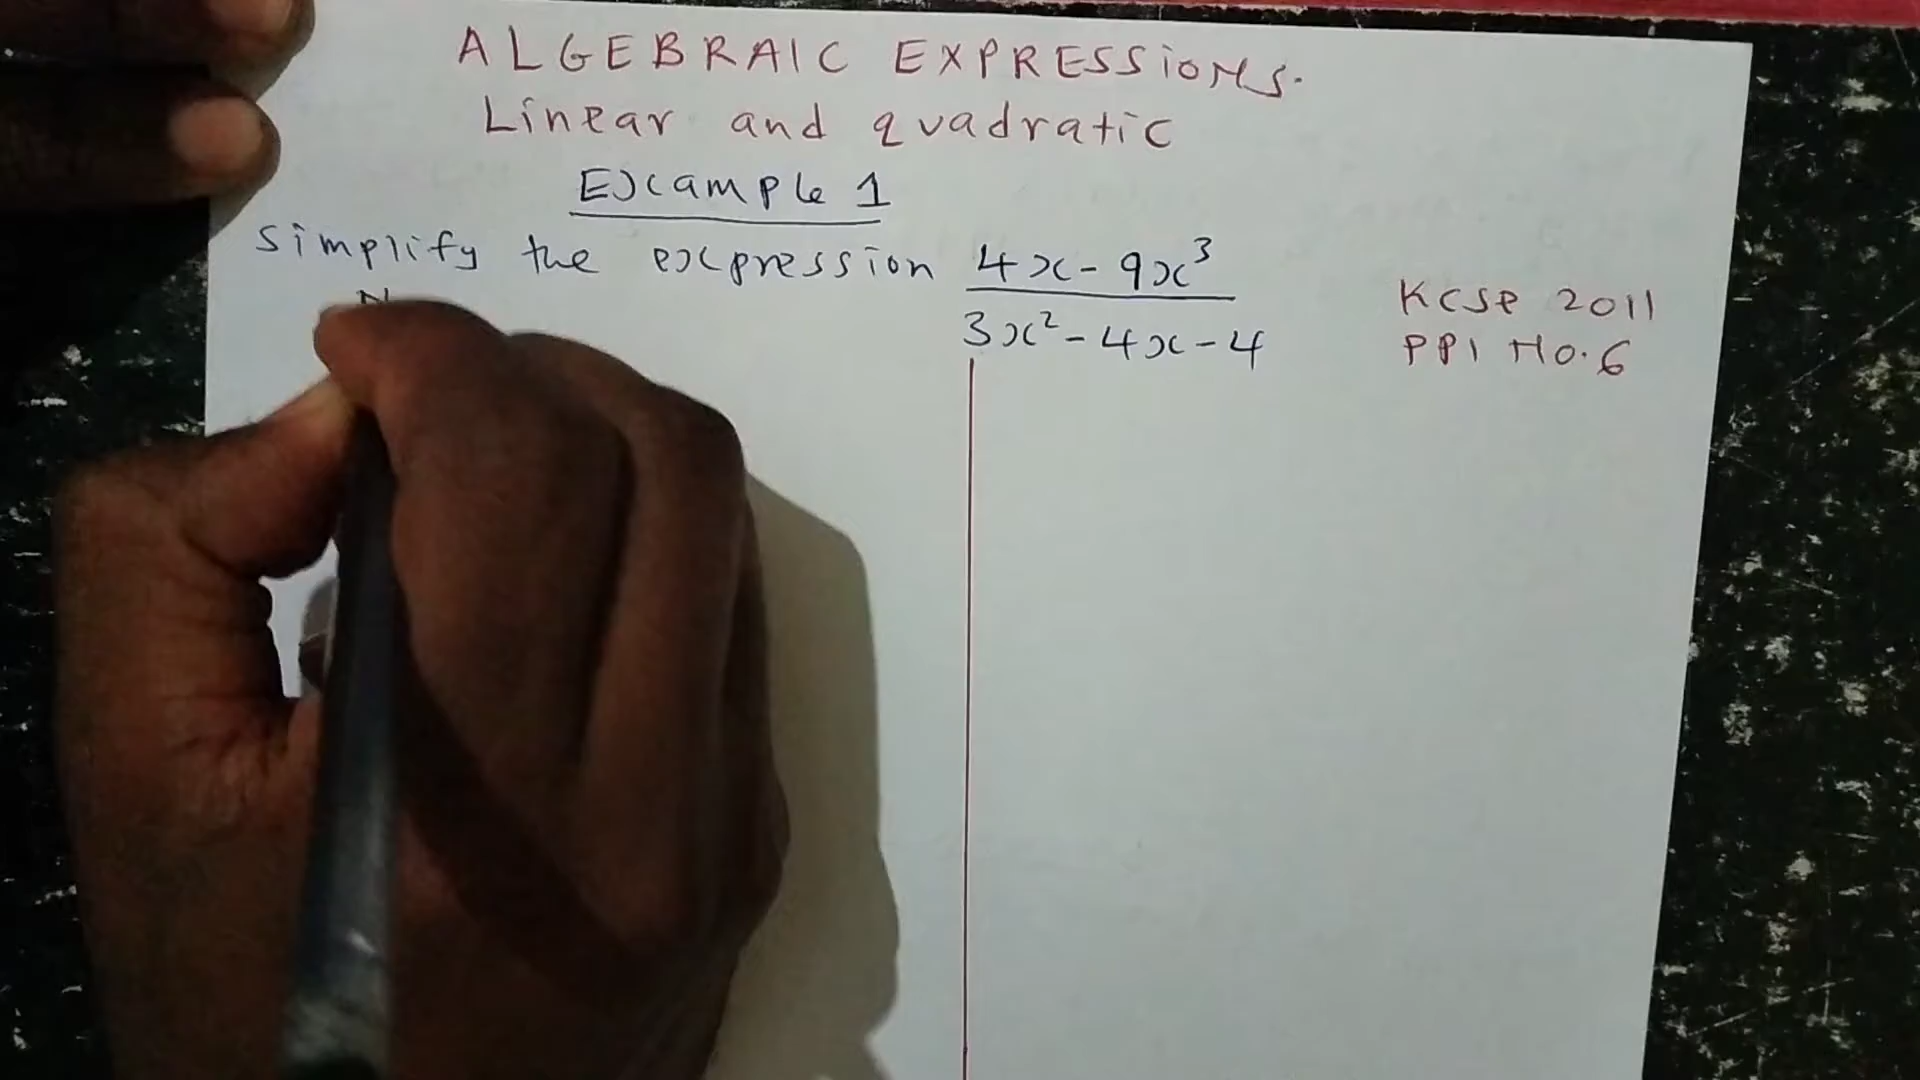 ALGEBRAIC EXPRESSIONS.
Linear and quadratic
Example 1
Simplify the expression 4x - 9x³
3x² - 4x - 4
KCSE 2011
PP1 No. 6
N